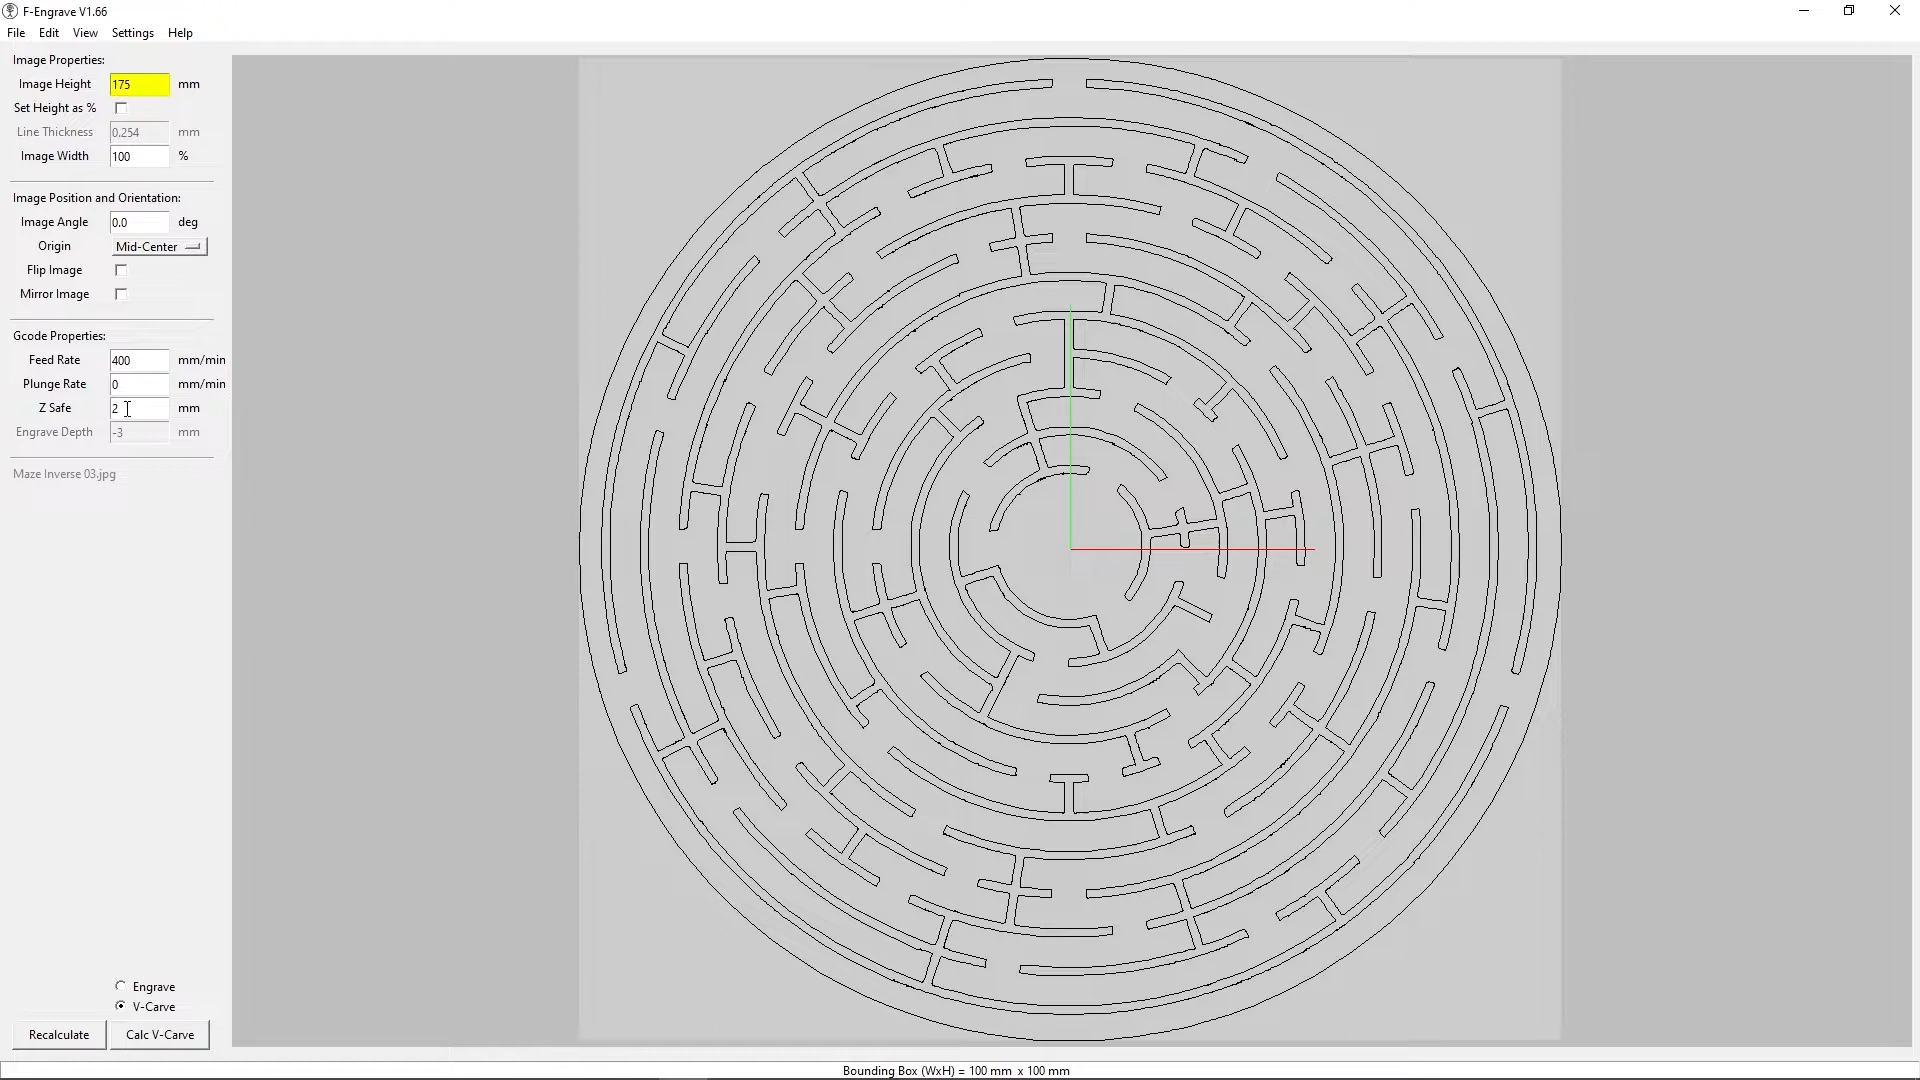 F-Engrave V1.66
File Edit View Settings Help
Image Properties:
Image Height 175 mm
Set Height as %
Line Thickness 0.254 mm
Image Width 100 %
Image Position and Orientation:
Image Angle 0.0 deg
Origin Mid-Center
Flip Image
Mirror Image
Gcode Properties:
Feed Rate 400 mm/min
Plunge Rate 0 mm/min
Z Safe 2 mm
Engrave Depth -3 mm
Maze Inverse 03.jpg
Engrave
V-Carve
Recalculate Calc V-Carve
Bounding Box (WxH) = 100 mm x 100 mm